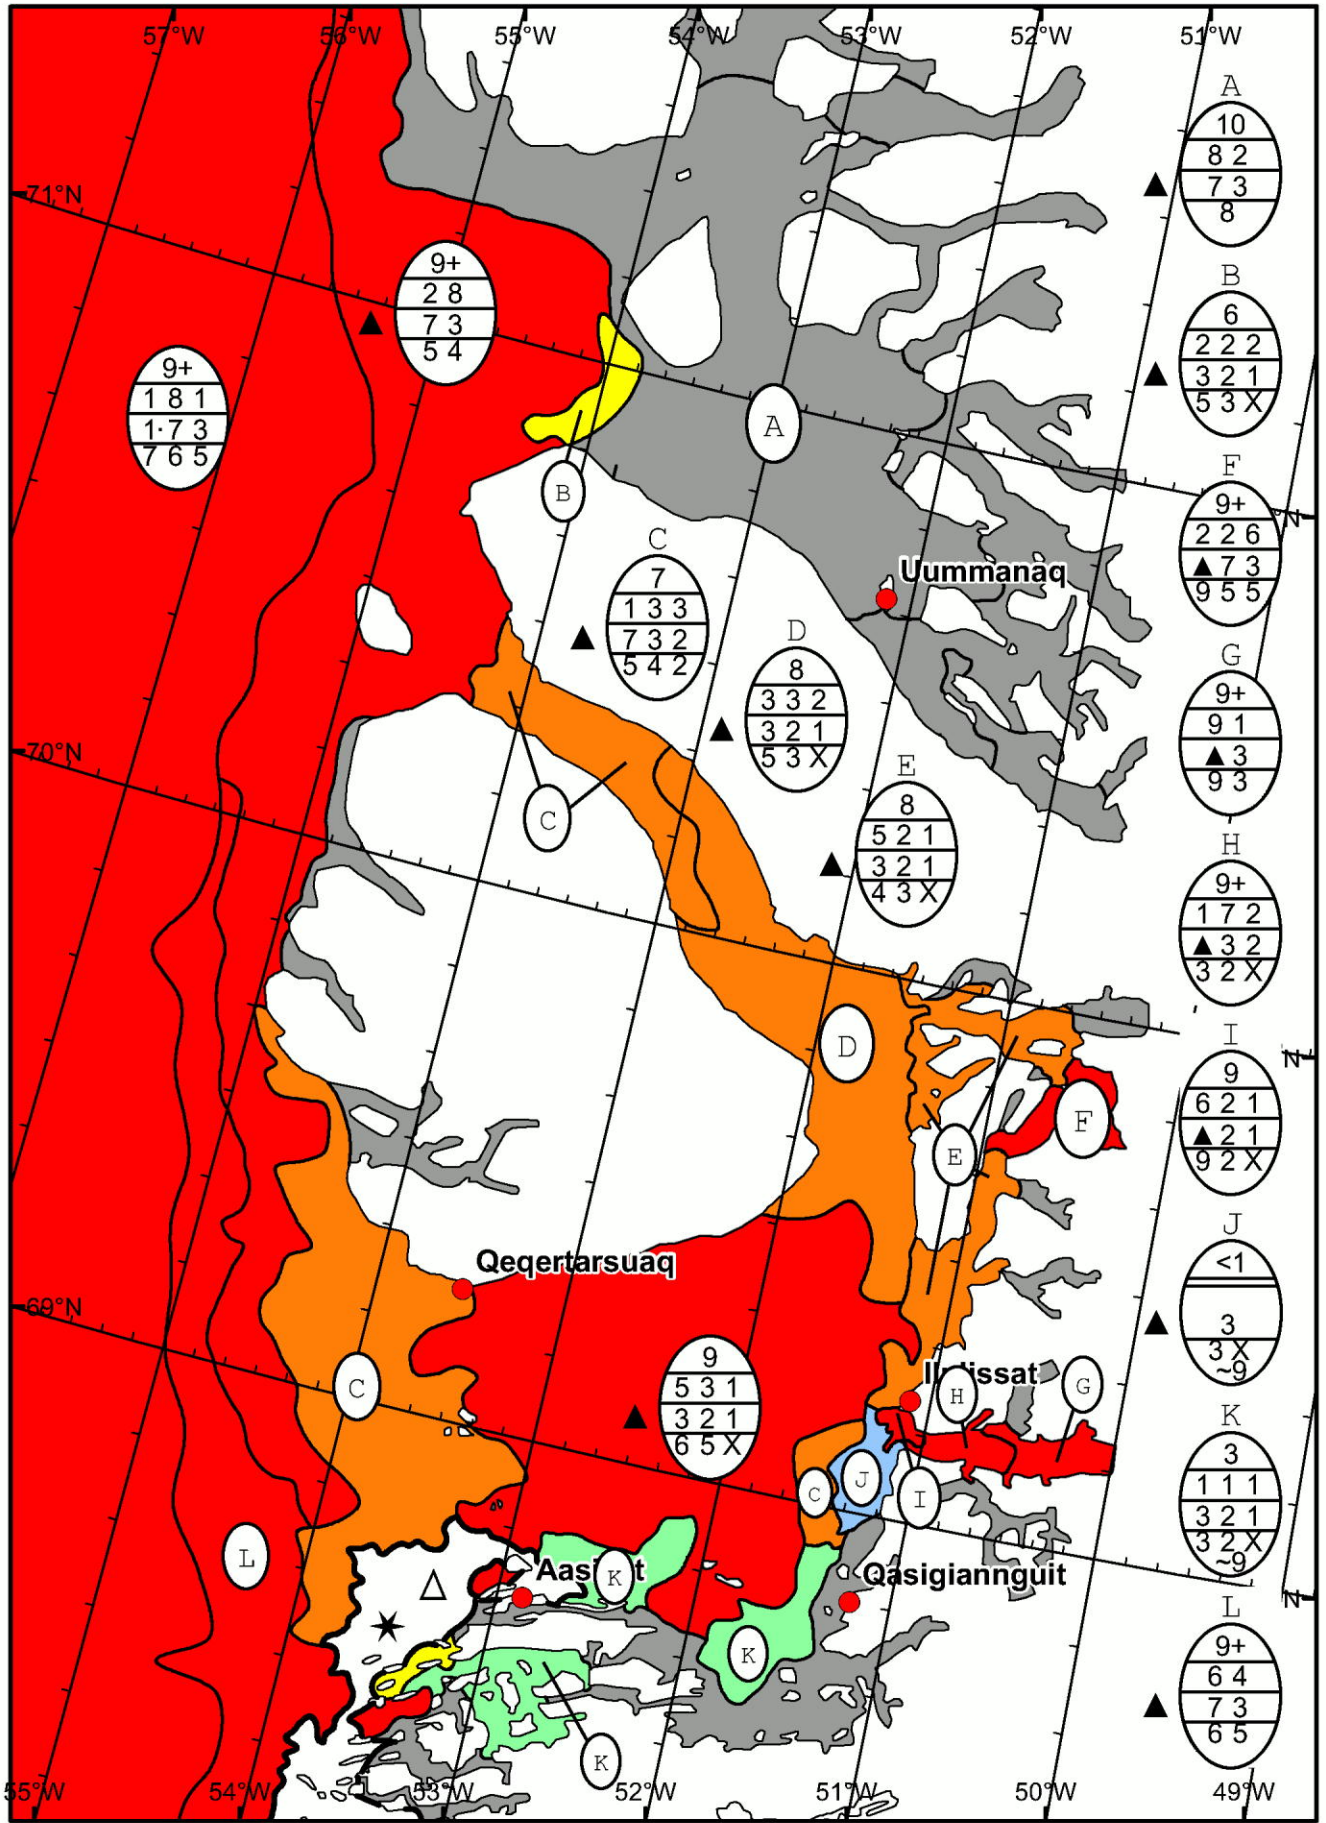 57°W
56°W
55°W
54°W
53°W
52°W
51°W
71°N
70°N
69°N
N
N
N
55°W
54°W
53°W
52°W
51°W
50°W
49°W
9+
1 8 1
1·7 3
7 6 5
9+
2 8
7 3
5 4
A
B
C
7
1 3 3
7 3 2
5 4 2
D
8
3 3 2
3 2 1
5 3 X
E
8
5 2 1
3 2 1
4 3 X
Uummanaq
C
D
E
F
Qeqertarsuaq
9
5 3 1
3 2 1
6 5 X
C
H
G
C
J
I
L
K
Qasigiannguit
K
K
A
10
8 2
7 3
8
B
6
2 2 2
3 2 1
5 3 X
F
9+
2 2 6
▲ 7 3
9 5 5
G
9+
9 1
▲ 3
9 3
H
9+
1 7 2
▲ 3 2
3 2 X
I
9
6 2 1
▲ 2 1
9 2 X
J
<1
3
3 X
~9
K
3
1 1 1
3 2 1
3 2 X
~9
L
9+
6 4
7 3
6 5